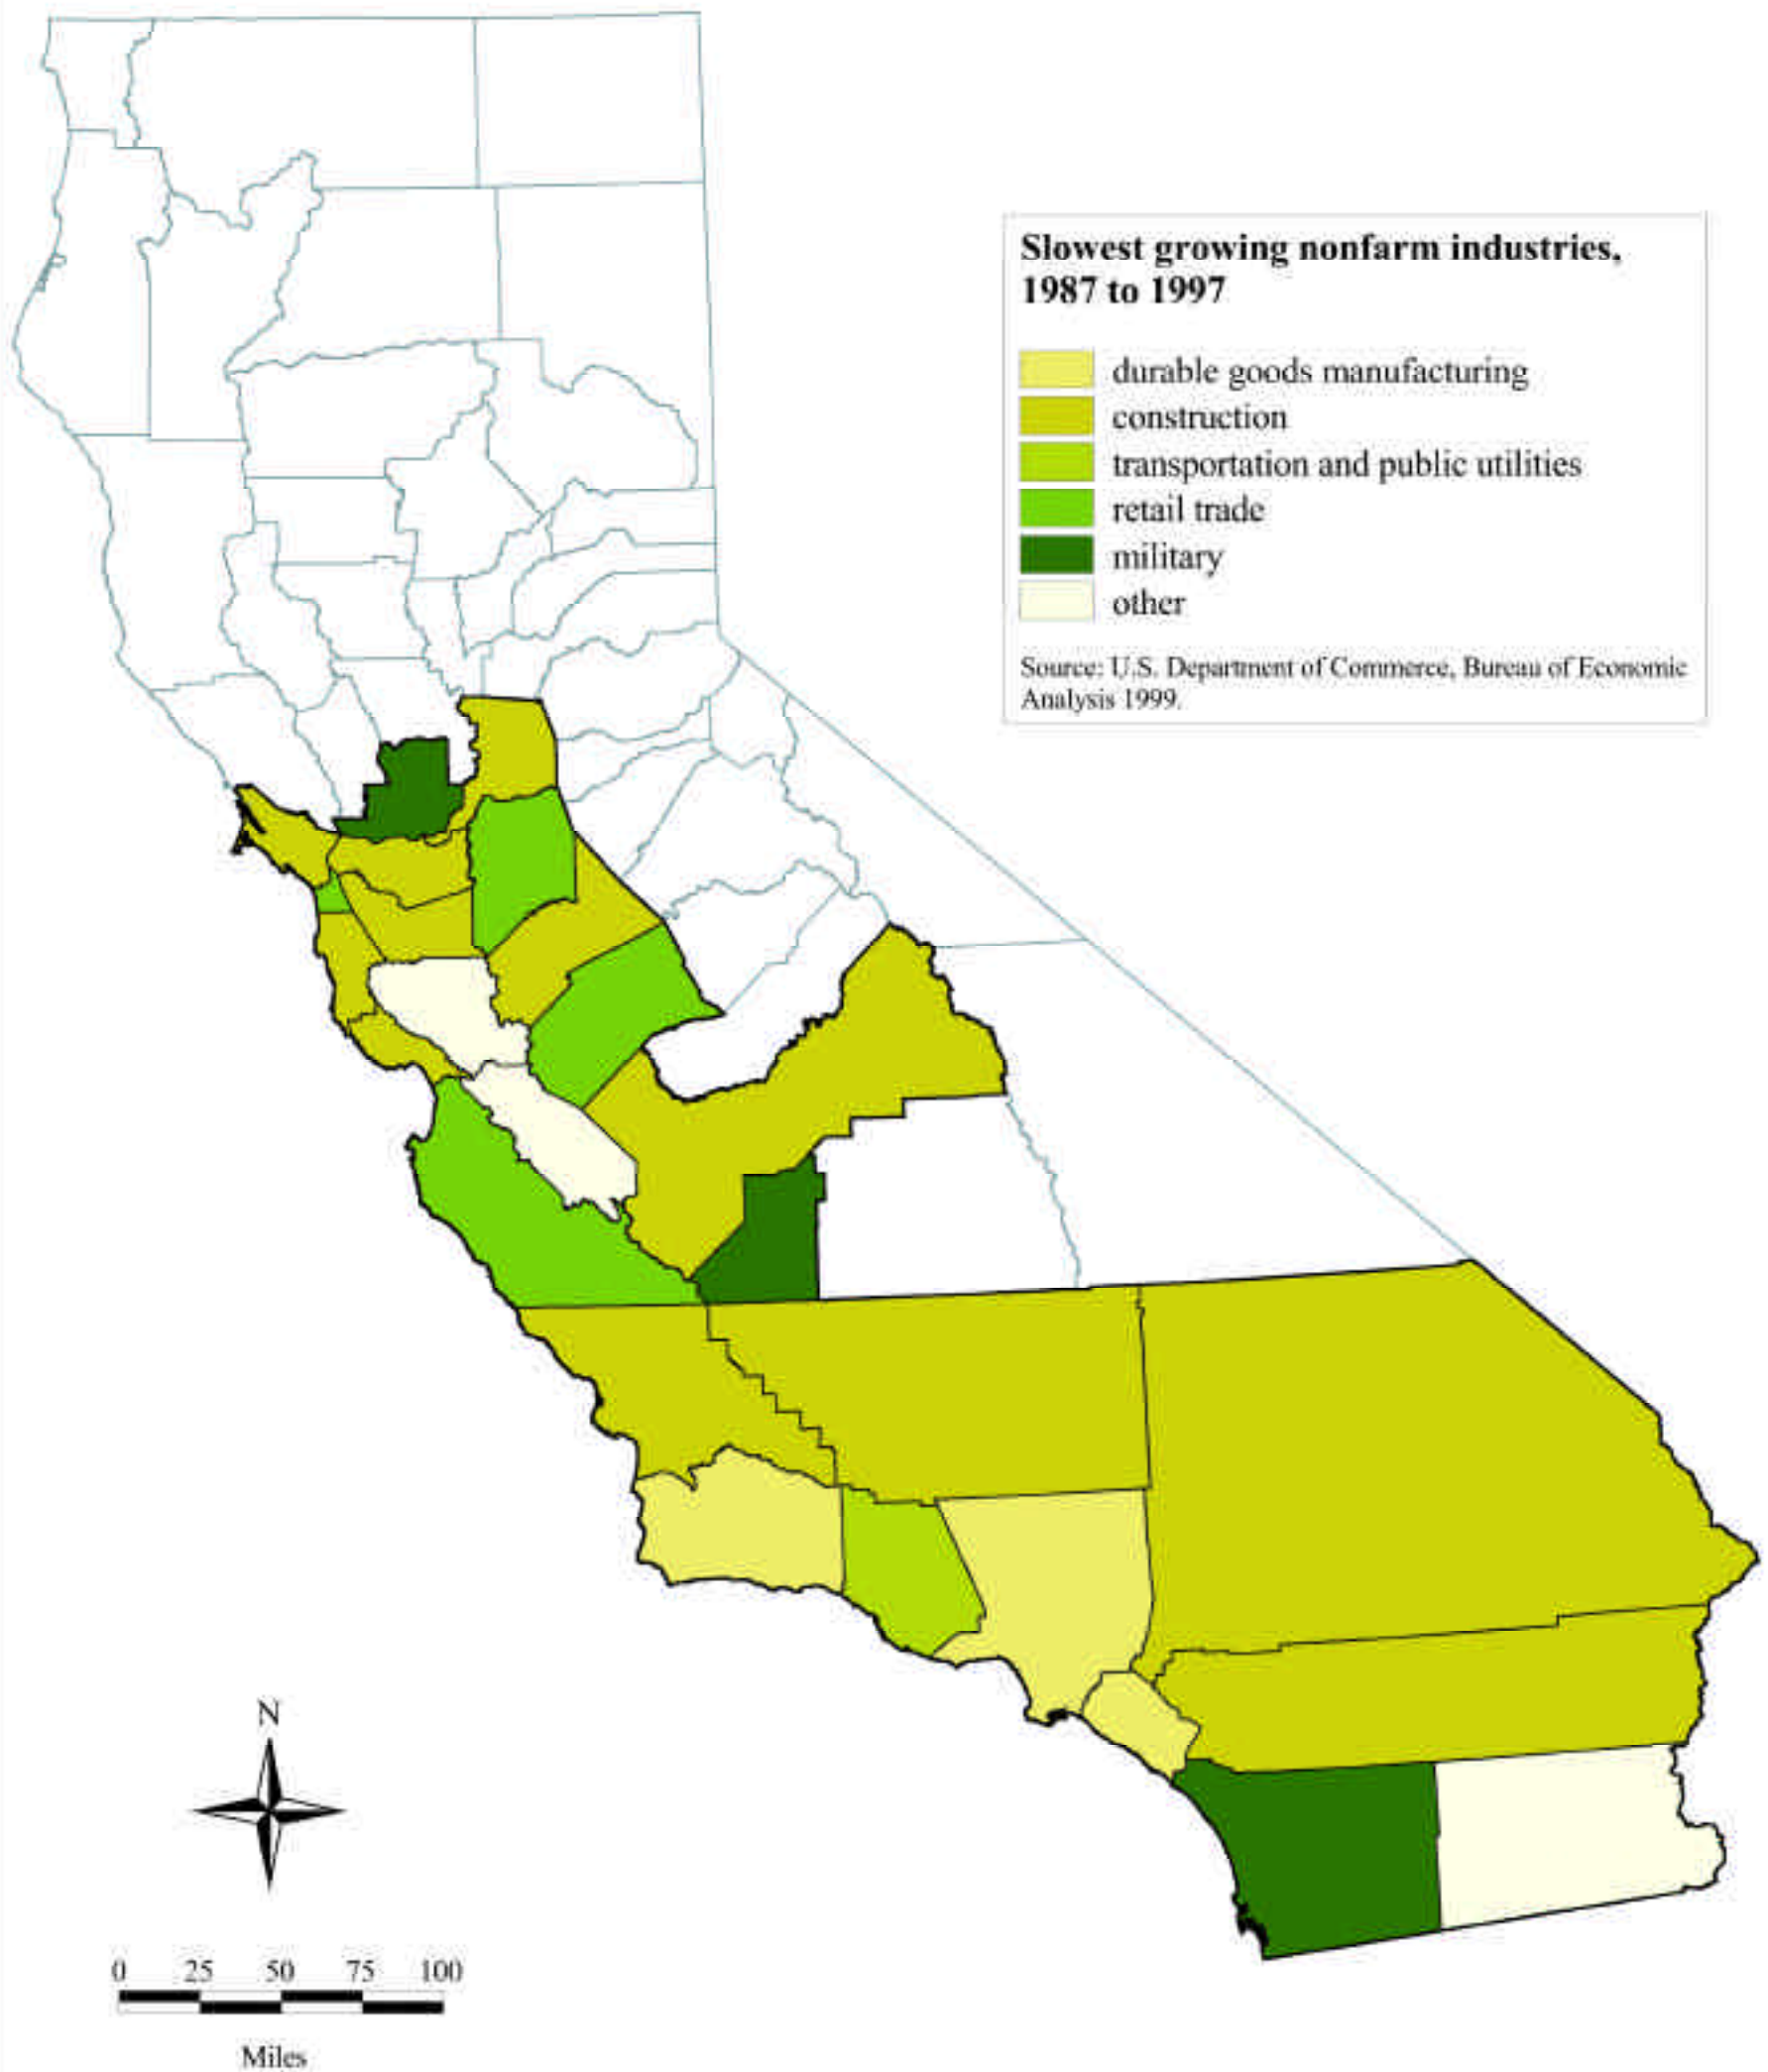 Slowest growing nonfarm industries,
1987 to 1997
durable goods manufacturing
construction
transportation and public utilities
retail trade
military
other
Source: U.S. Department of Commerce, Bureau of Economic
Analysis 1999.
N
0 25 50 75 100
Miles